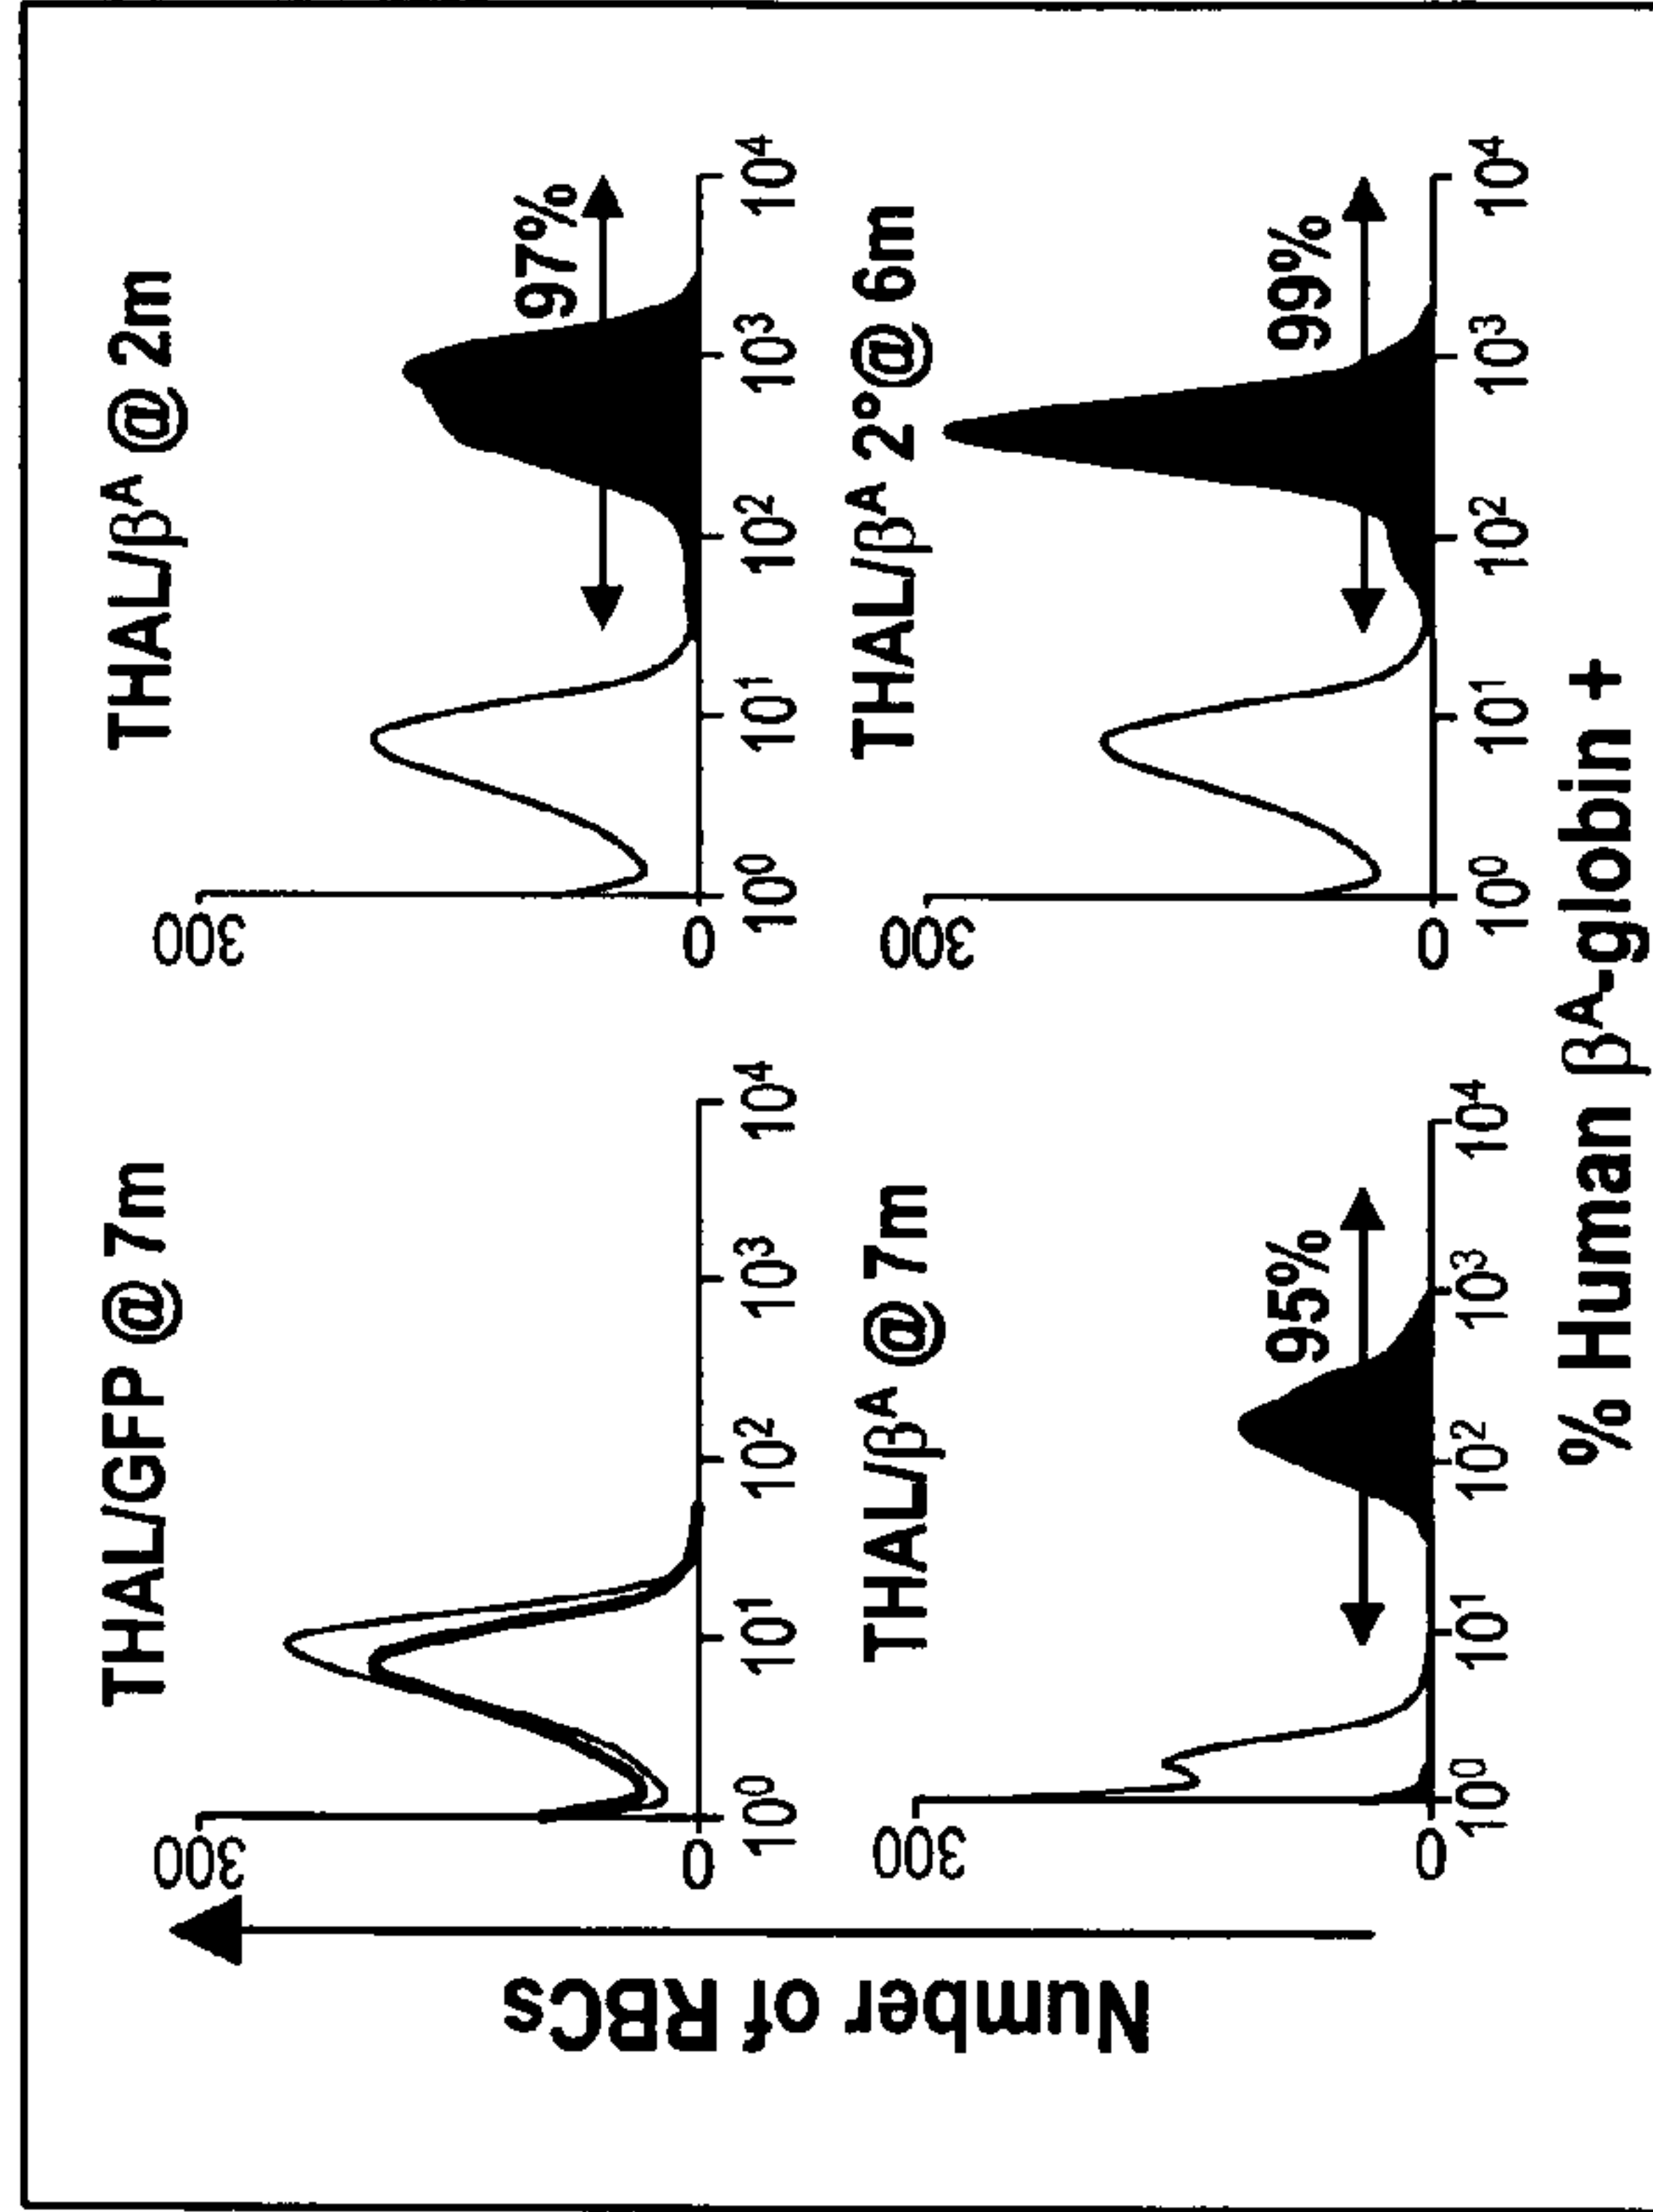 THAL/GFP @ 7m
300
0
10⁰ 10¹ 10² 10³ 10⁴
THAL/βᴬ @ 2m
300
97%
0
10⁰ 10¹ 10² 10³ 10⁴
THAL/βᴬ @ 7m
300
95%
0
10⁰ 10¹ 10² 10³ 10⁴
THAL/βᴬ 2°@ 6m
300
99%
0
10⁰ 10¹ 10² 10³ 10⁴
Number of RBCs
% Human βᴬ-globin +